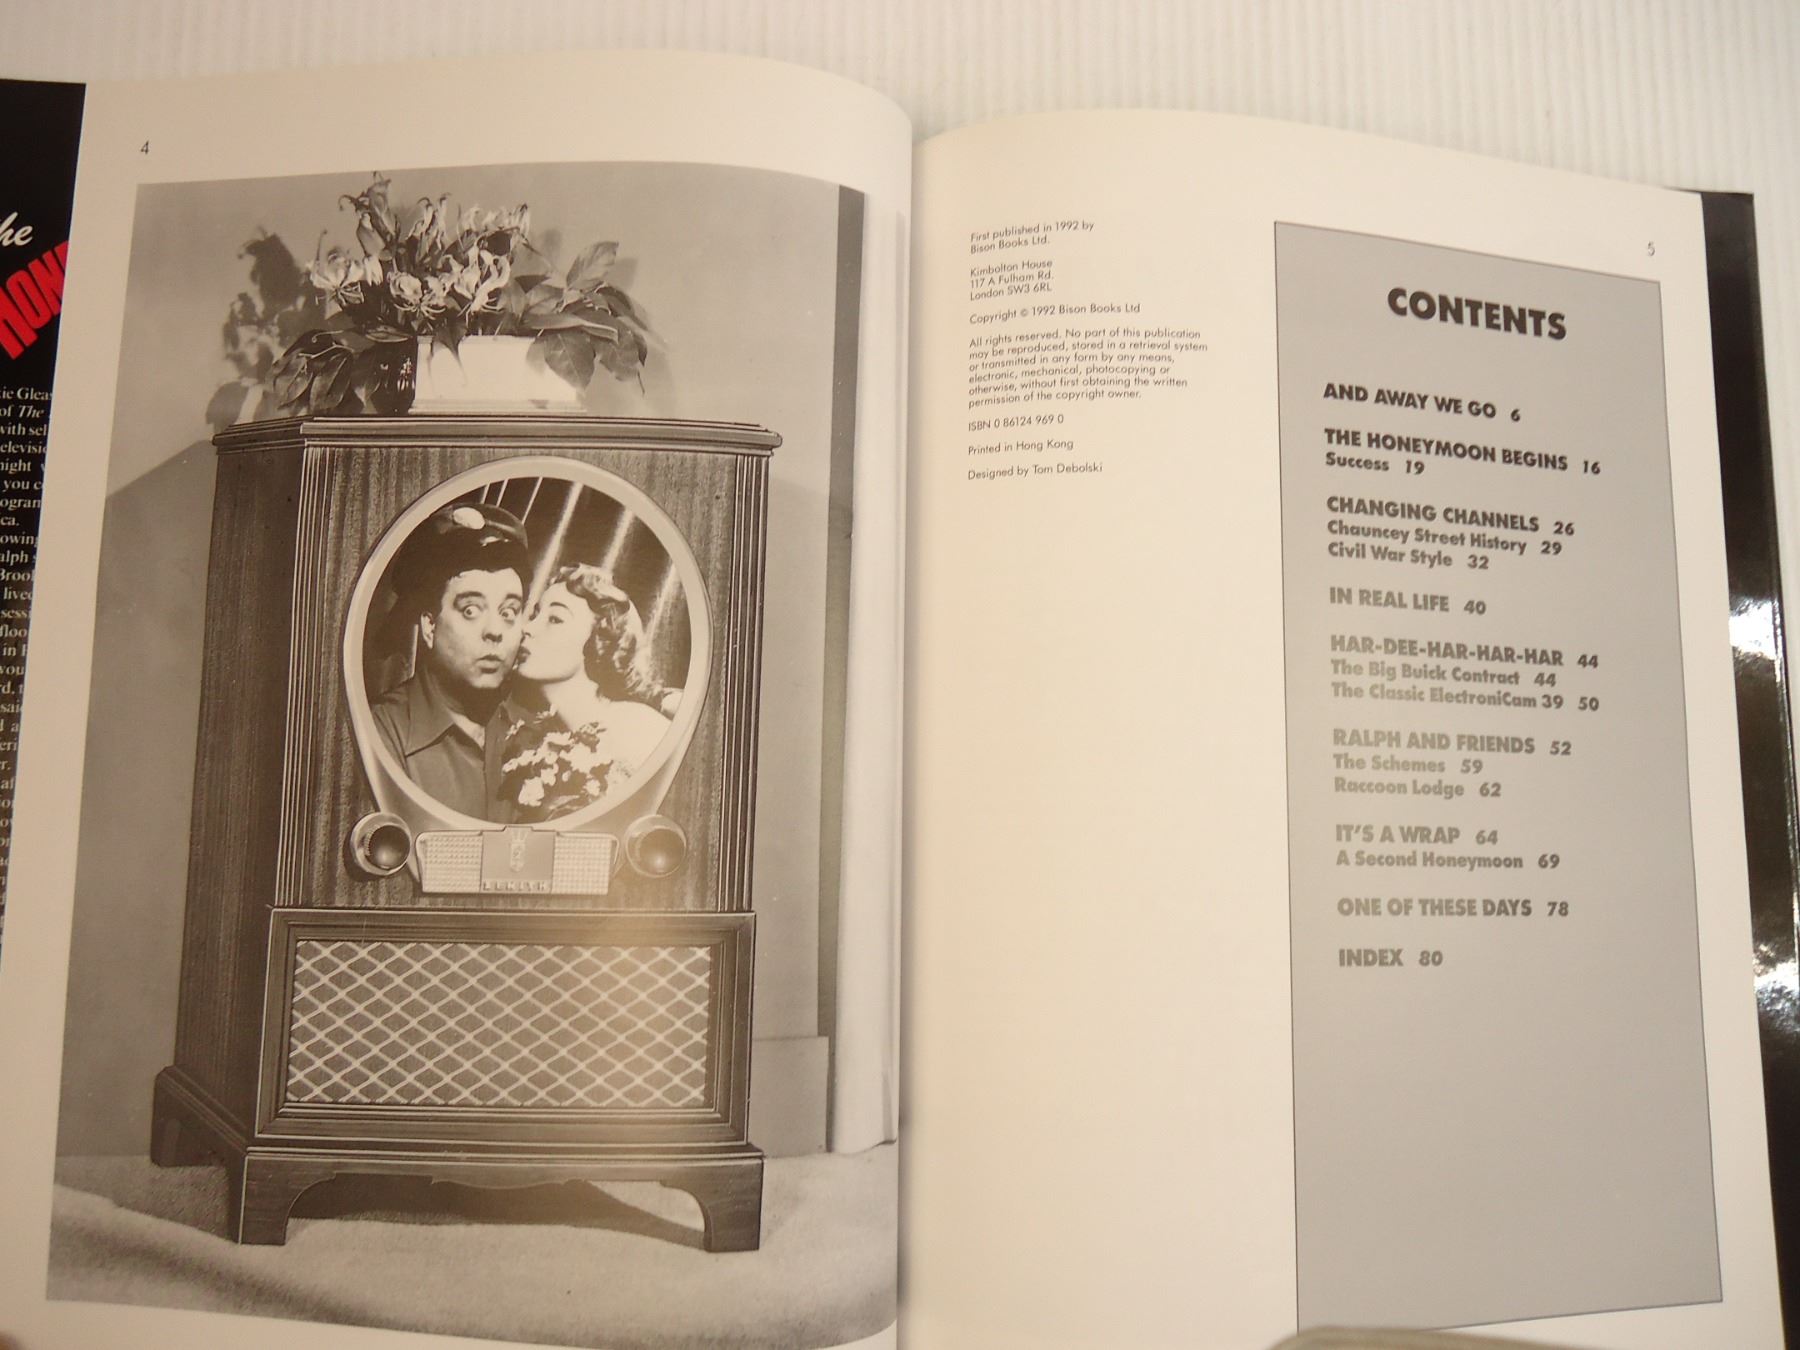 he
HON
4
ZENITH
First published in 1992 by
Bison Books Ltd.
Kimbolton House
117 A Fulham Rd.
London SW3 6RL
Copyright © 1992 Bison Books Ltd
All rights reserved. No part of this publication
may be reproduced, stored in a retrieval system
or transmitted in any form by any means,
electronic, mechanical, photocopying or
otherwise, without first obtaining the written
permission of the copyright owner.
ISBN 0 86124 969 0
Printed in Hong Kong
Designed by Tom Debolski
5
CONTENTS
AND AWAY WE GO 6
THE HONEYMOON BEGINS 16
Success 19
CHANGING CHANNELS 26
Chauncey Street History 29
Civil War Style 32
IN REAL LIFE 40
HAR-DEE-HAR-HAR-HAR 44
The Big Buick Contract 44
The Classic ElectroniCam 39 50
RALPH AND FRIENDS 52
The Schemes 59
Raccoon Lodge 62
IT'S A WRAP 64
A Second Honeymoon 69
ONE OF THESE DAYS 78
INDEX 80